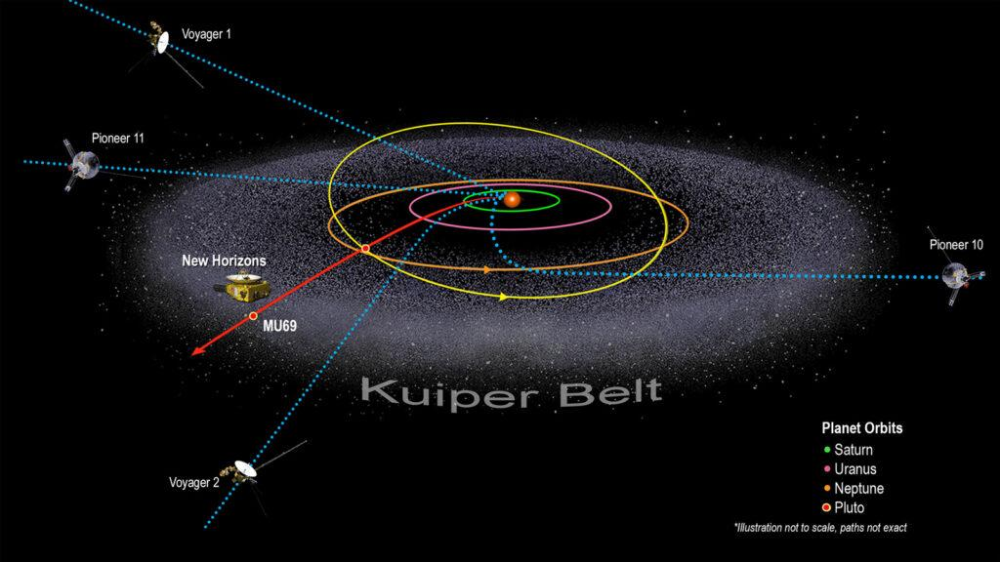 Voyager 1
Pioneer 11
Pioneer 10
New Horizons
MU69
Kuiper Belt
Voyager 2
Planet Orbits
Saturn
Uranus
Neptune
Pluto
*Illustration not to scale, paths not exact